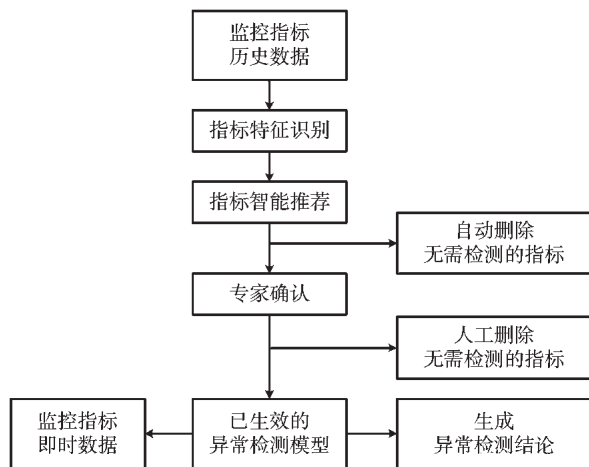 监控指标
历史数据
指标特征识别
指标智能推荐
自动删除
无需检测的指标
专家确认
人工删除
无需检测的指标
监控指标
即时数据
已生效的
异常检测模型
生成
异常检测结论